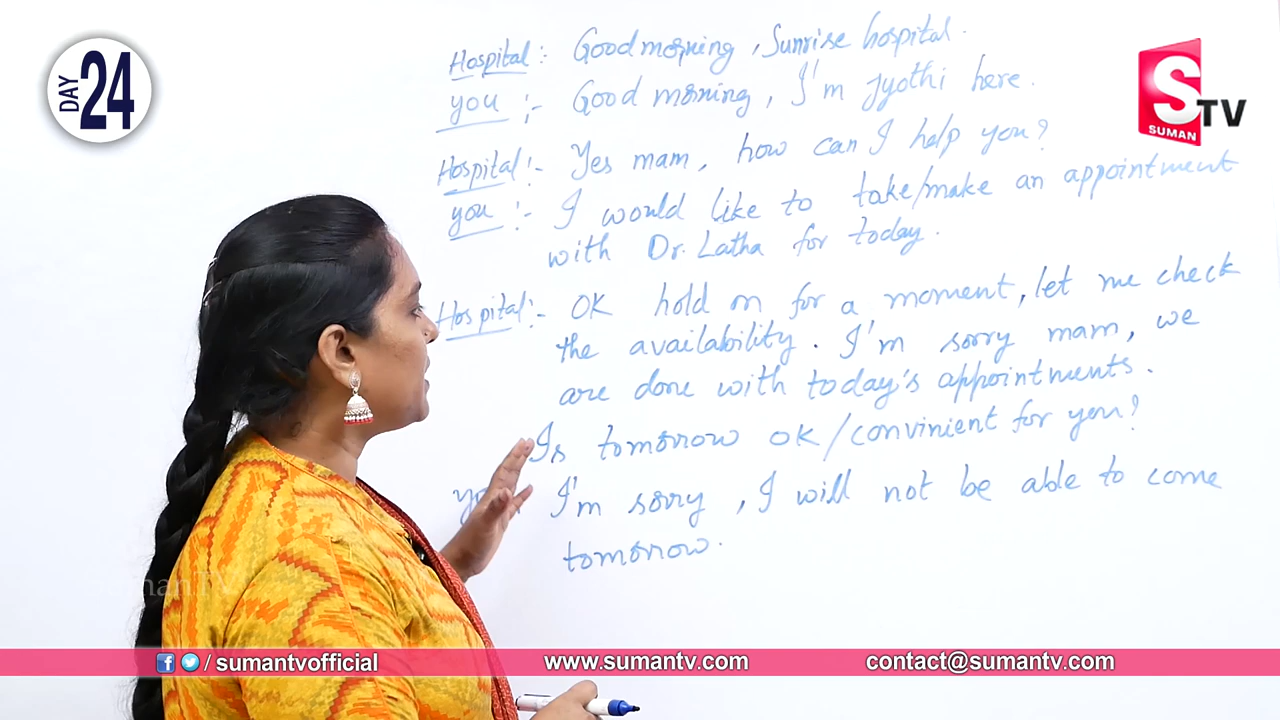 DAY 24
Hospital: Good morning, Sunrise hospital.
you :- Good morning, I'm Jyothi here.
Hospital:- Yes mam, how can I help you?
you :- I would like to take/make an appointment
with Dr. Latha for today.
Hospital:- OK hold on for a moment, let me check
the availability. I'm sorry mam, we
are done with today's appointments.
Is tomorrow OK/convinient for you?
I'm sorry, I will not be able to come
tomorrow.
S TV
SUMAN
SumanTV
/ sumantvofficial
www.sumantv.com
contact@sumantv.com